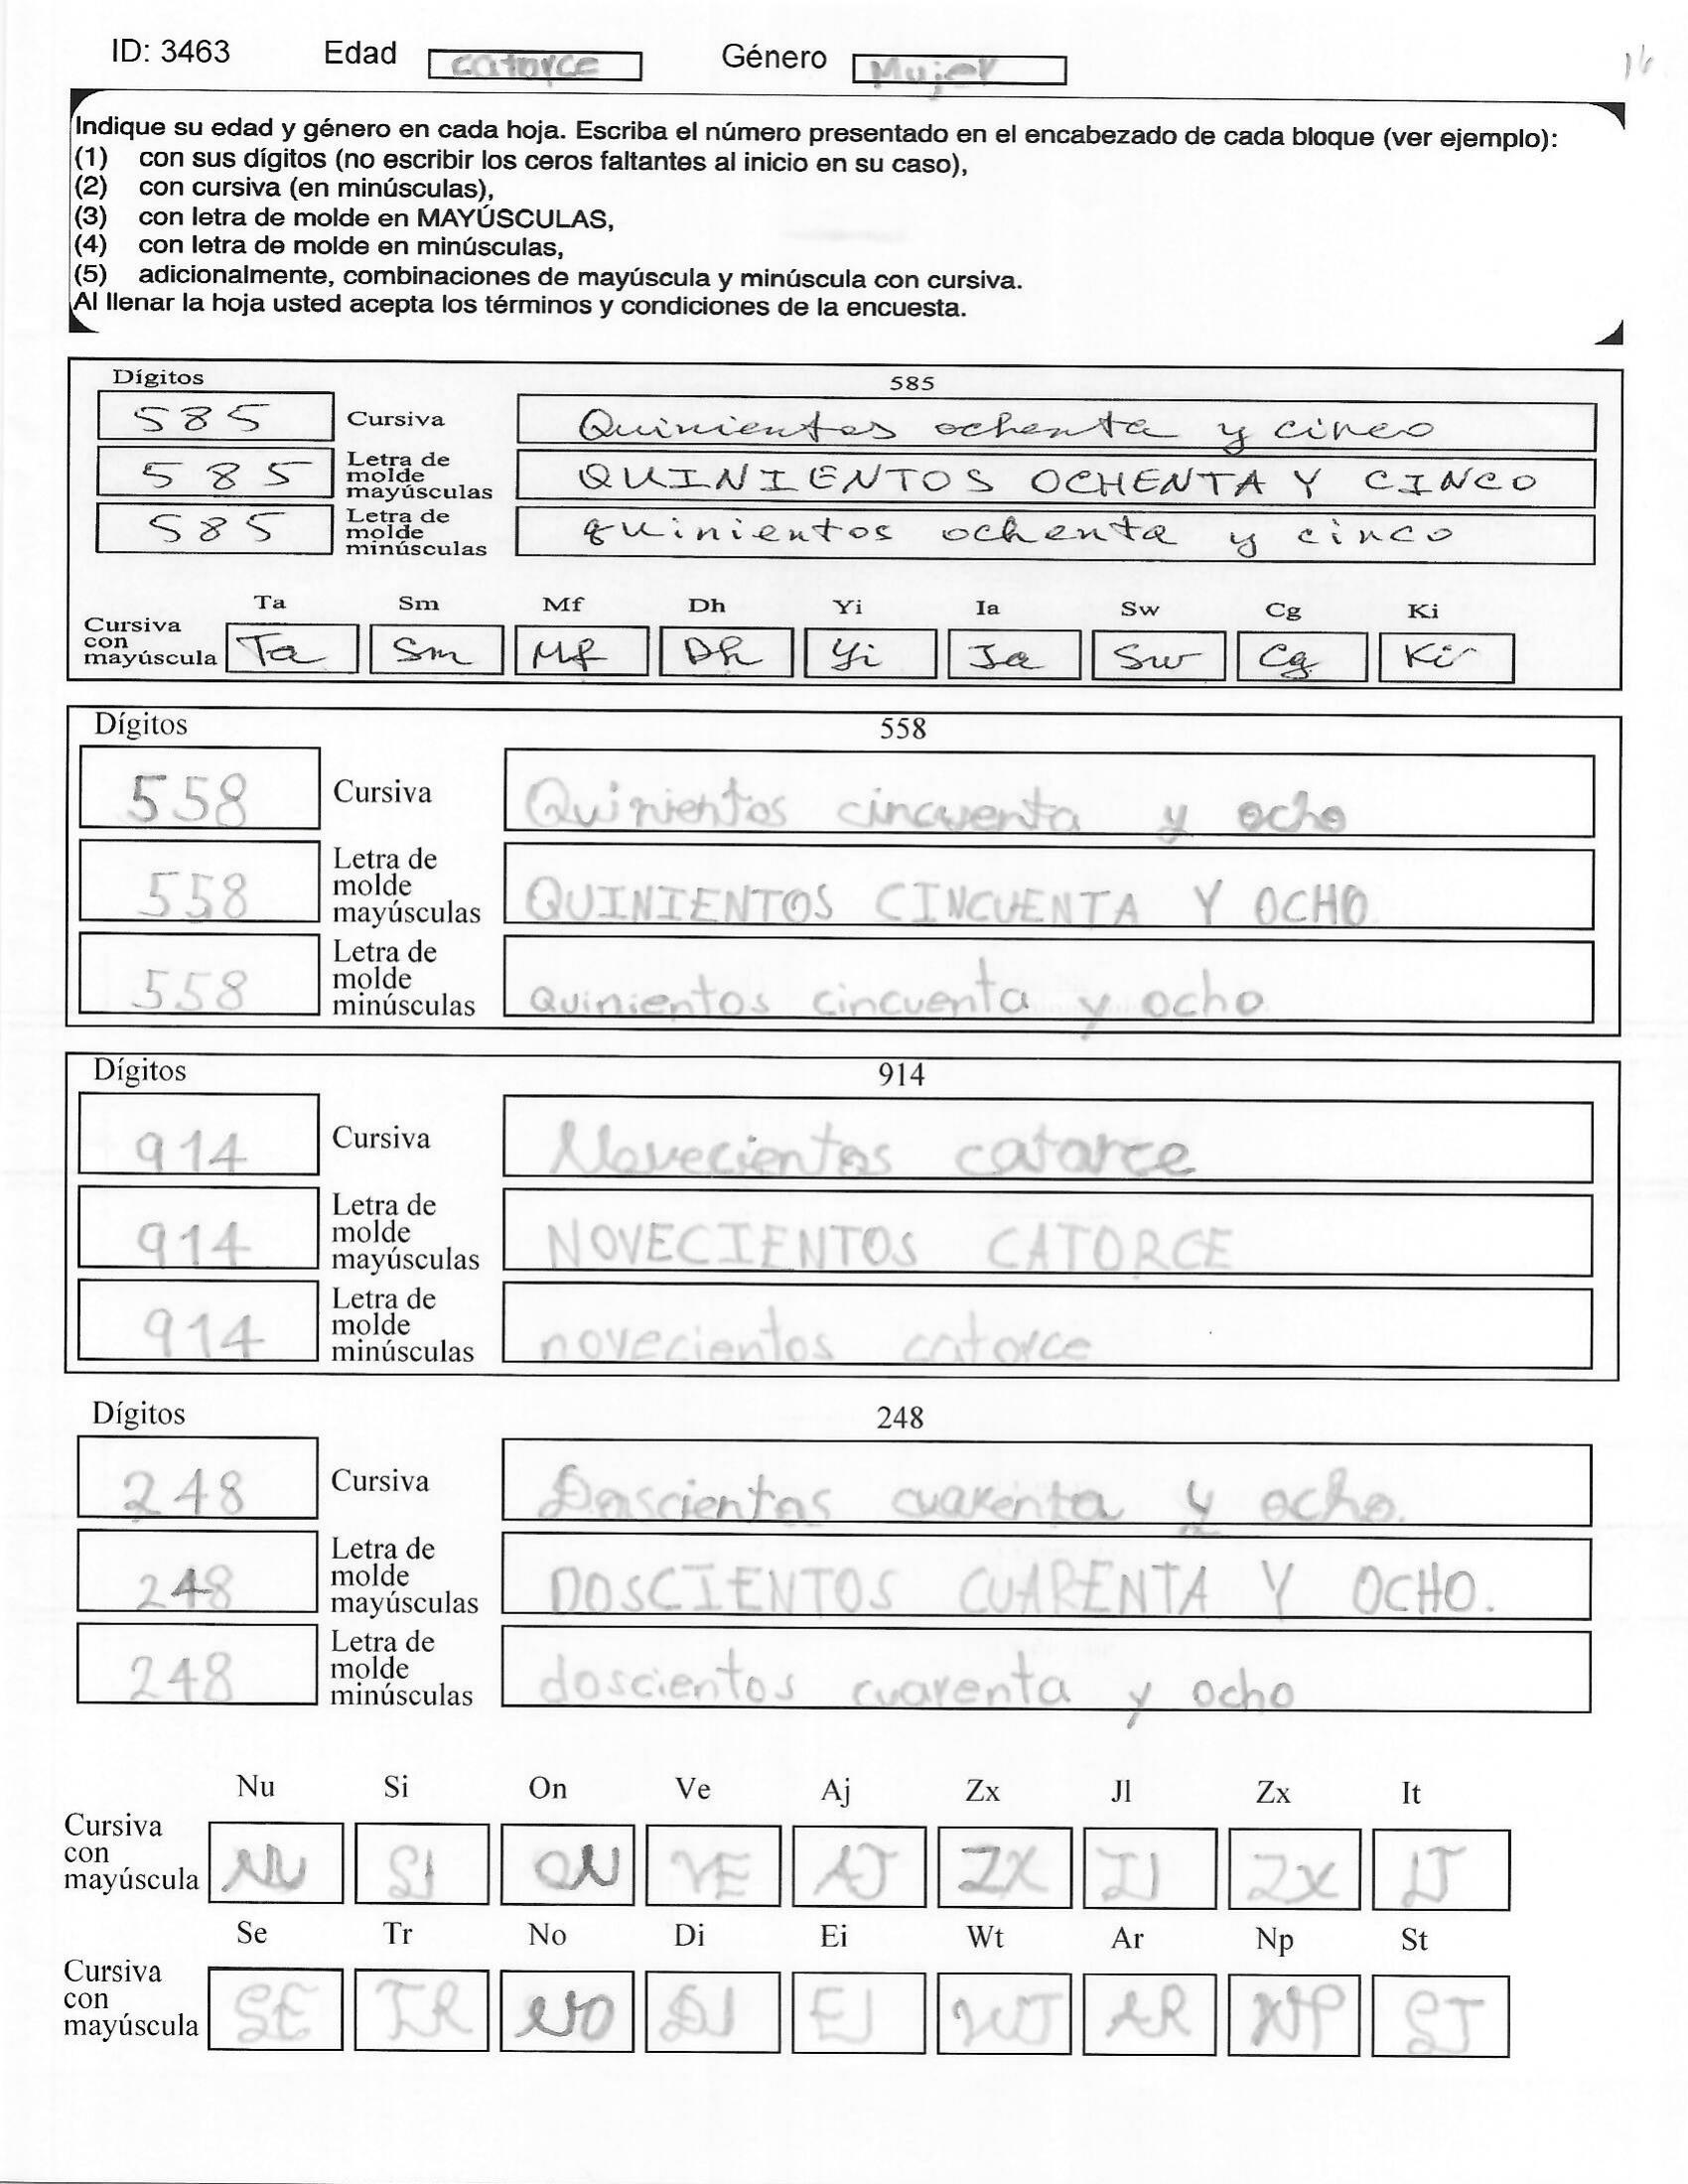 ID: 3463 Edad catorce Género Mujer
Indique su edad y género en cada hoja. Escriba el número presentado en el encabezado de cada bloque (ver ejemplo):
(1) con sus dígitos (no escribir los ceros faltantes al inicio en su caso),
(2) con cursiva (en minúsculas),
(3) con letra de molde en MAYÚSCULAS,
(4) con letra de molde en minúsculas,
(5) adicionalmente, combinaciones de mayúscula y minúscula con cursiva.
Al llenar la hoja usted acepta los términos y condiciones de la encuesta.
Dígitos 585
585 Cursiva Quinientos ochenta y cinco
585 Letra de molde mayúsculas QUINIENTOS OCHENTA Y CINCO
585 Letra de molde minúsculas quinientos ochenta y cinco
Ta Sm Mf Dh Yi Ia Sw Cg Ki
Cursiva con mayúscula Ta Sm Mf Dh Yi Ia Sw Cg Ki
Dígitos 558
558 Cursiva Quinientos cincuenta y ocho
558 Letra de molde mayúsculas QUINIENTOS CINCUENTA Y OCHO
558 Letra de molde minúsculas quinientos cincuenta y ocho
Dígitos 914
914 Cursiva Novecientos catorce
914 Letra de molde mayúsculas NOVECIENTOS CATORCE
914 Letra de molde minúsculas novecientos catorce
Dígitos 248
248 Cursiva Doscientos cuarenta y ocho.
248 Letra de molde mayúsculas DOSCIENTOS CUARENTA Y OCHO.
248 Letra de molde minúsculas doscientos cuarenta y ocho
Nu Si On Ve Aj Zx Jl Zx It
Cursiva con mayúscula NU SI ON VE AJ ZX ZX IT
Se Tr No Di Ei Wt Ar Np St
Cursiva con mayúscula SE TR NO DI EI WT AR NP ST